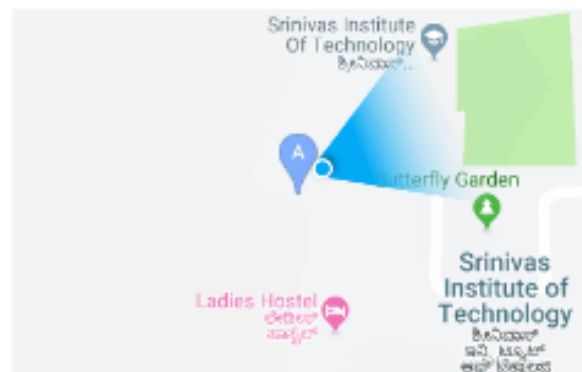 Srinivas Institute
Of Technology
A
Butterfly Garden
Srinivas
Institute of
Technology
Ladies Hostel
ಲೇಡೀಸ್
ಹಾಸ್ಟೆಲ್